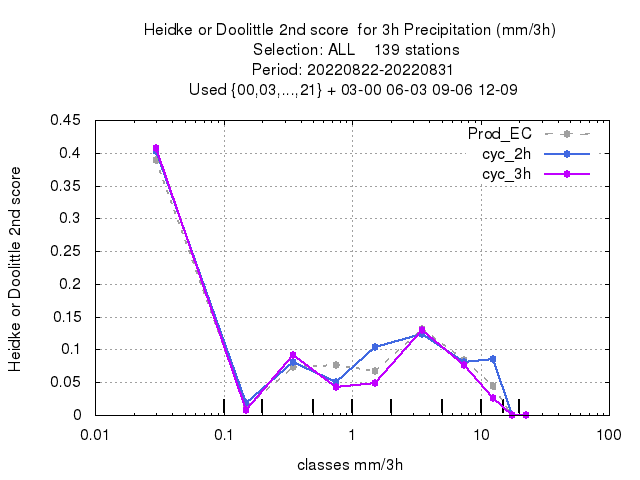 Heidke or Doolittle 2nd score  for 3h Precipitation (mm/3h)
Selection: ALL    139 stations
Period: 20220822-20220831
Used {00,03,...,21} + 03-00 06-03 09-06 12-09
Prod_EC
cyc_2h
cyc_3h
0.45
0.4
0.35
0.3
0.25
0.2
0.15
0.1
0.05
0
Heidke or Doolittle 2nd score
0.01
0.1
1
10
100
classes mm/3h